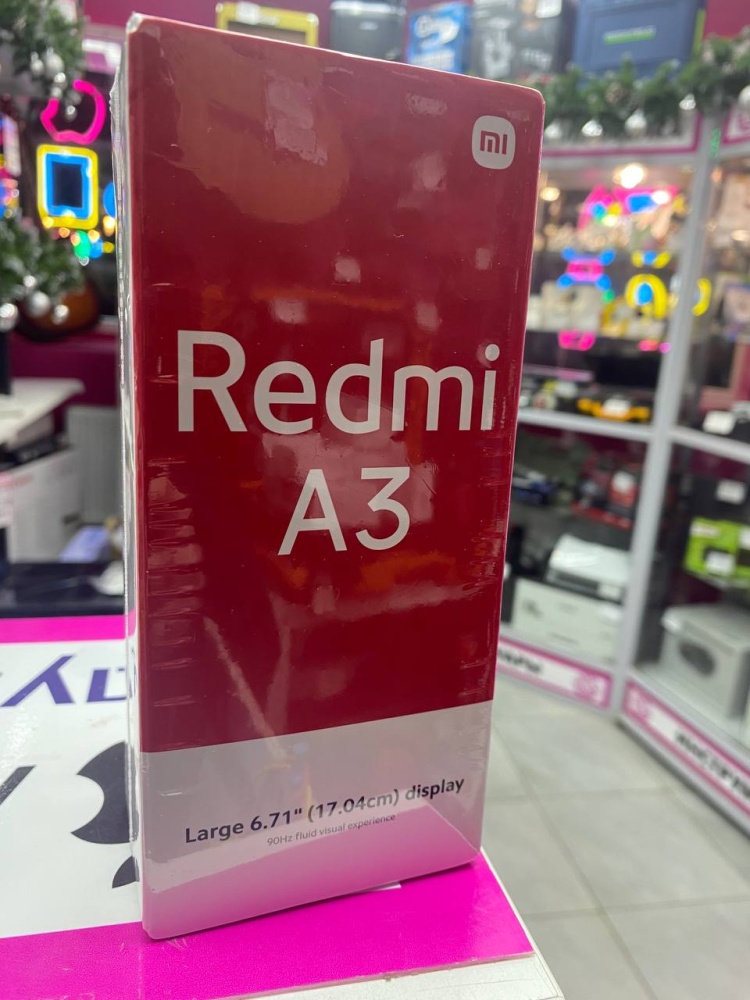 mi
Redmi
A3
Large 6.71" (17.04cm) display
90Hz fluid visual experience